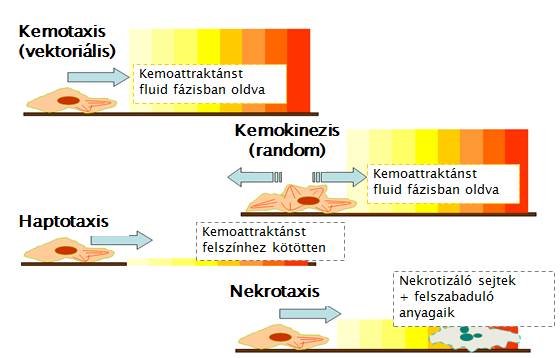 Kemotaxis
(vektoriális)
Kemoattraktánst
fluid fázisban oldva
Kemokinezis
(random)
Kemoattraktánst
fluid fázisban oldva
Haptotaxis
Kemoattraktánst
felszínhez kötötten
Nekrotaxis
Nekrotizáló sejtek
+ felszabaduló
anyagaik